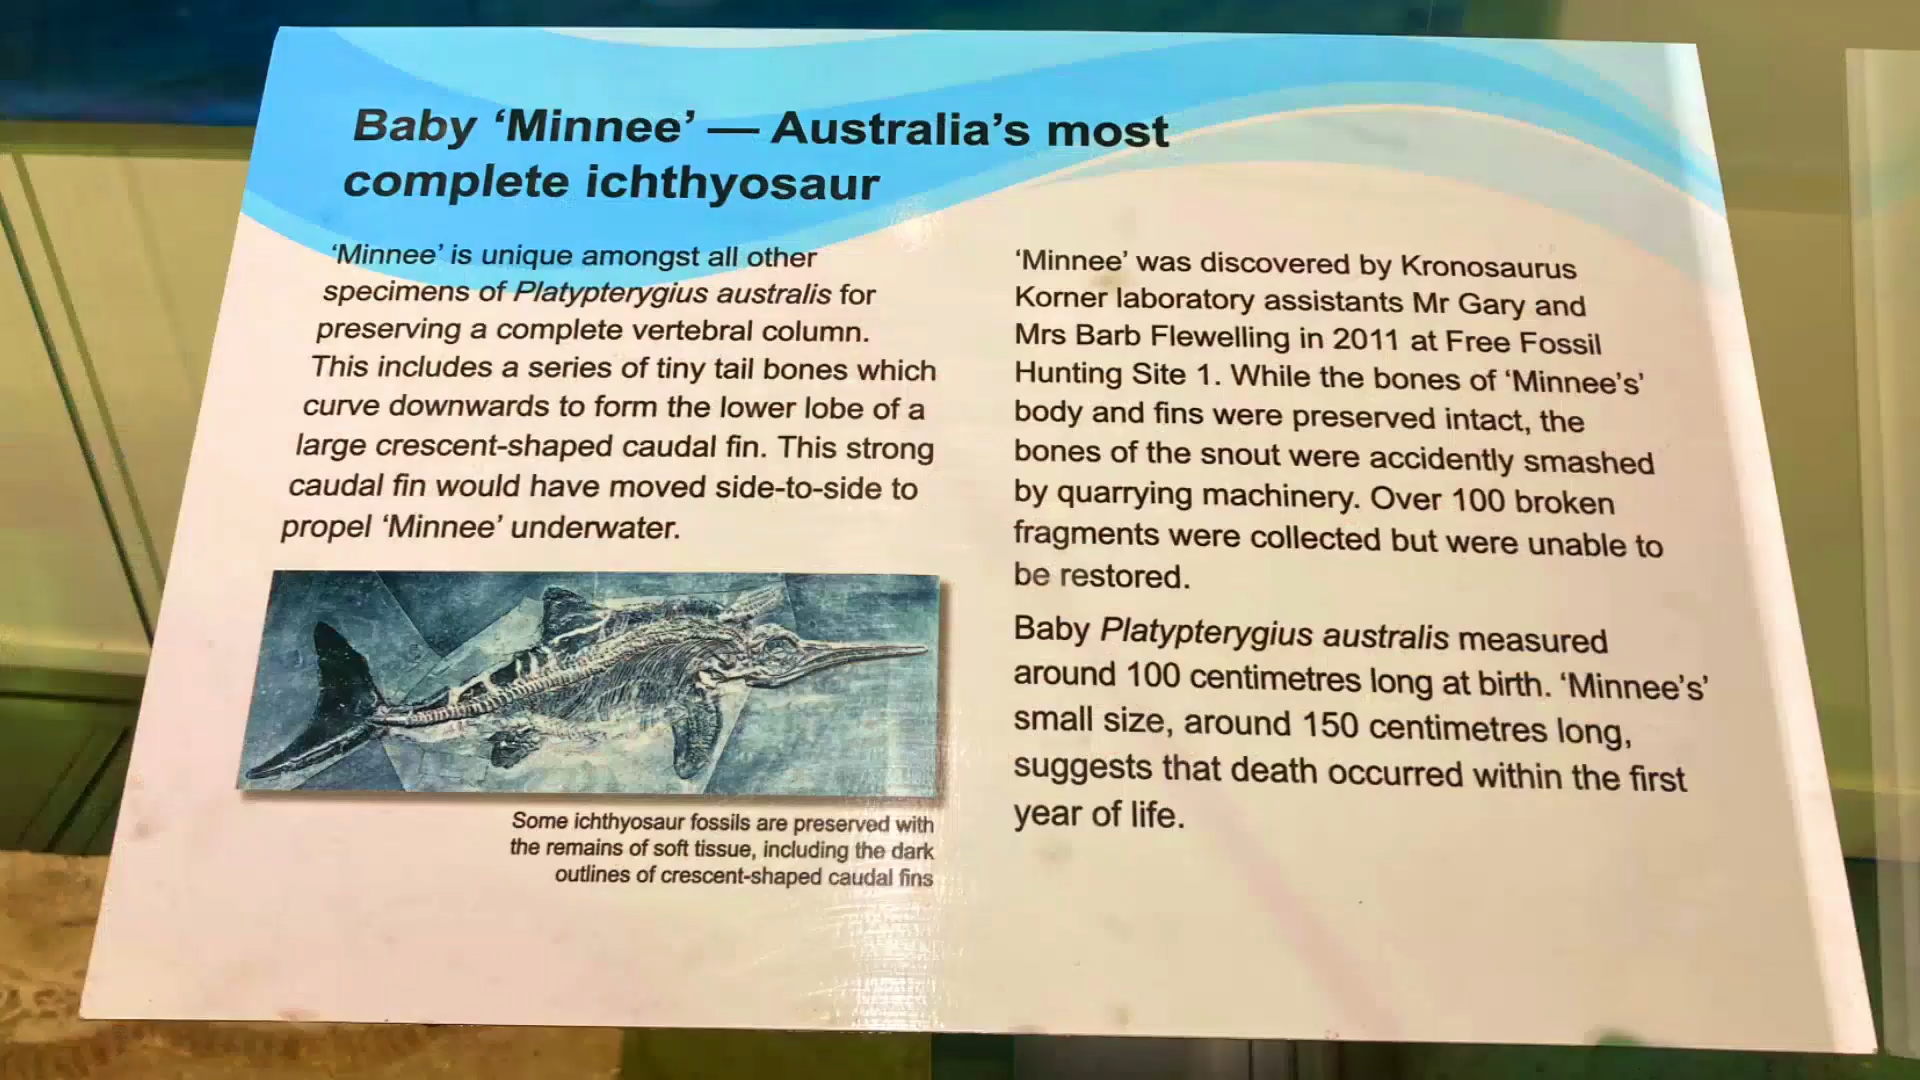 Baby ‘Minnee’ — Australia’s most
complete ichthyosaur
‘Minnee’ is unique amongst all other
specimens of Platypterygius australis for
preserving a complete vertebral column.
This includes a series of tiny tail bones which
curve downwards to form the lower lobe of a
large crescent-shaped caudal fin. This strong
caudal fin would have moved side-to-side to
propel ‘Minnee’ underwater.
Some ichthyosaur fossils are preserved with
the remains of soft tissue, including the dark
outlines of crescent-shaped caudal fins
‘Minnee’ was discovered by Kronosaurus
Korner laboratory assistants Mr Gary and
Mrs Barb Flewelling in 2011 at Free Fossil
Hunting Site 1. While the bones of ‘Minnee’s’
body and fins were preserved intact, the
bones of the snout were accidently smashed
by quarrying machinery. Over 100 broken
fragments were collected but were unable to
be restored.
Baby Platypterygius australis measured
around 100 centimetres long at birth. ‘Minnee’s’
small size, around 150 centimetres long,
suggests that death occurred within the first
year of life.